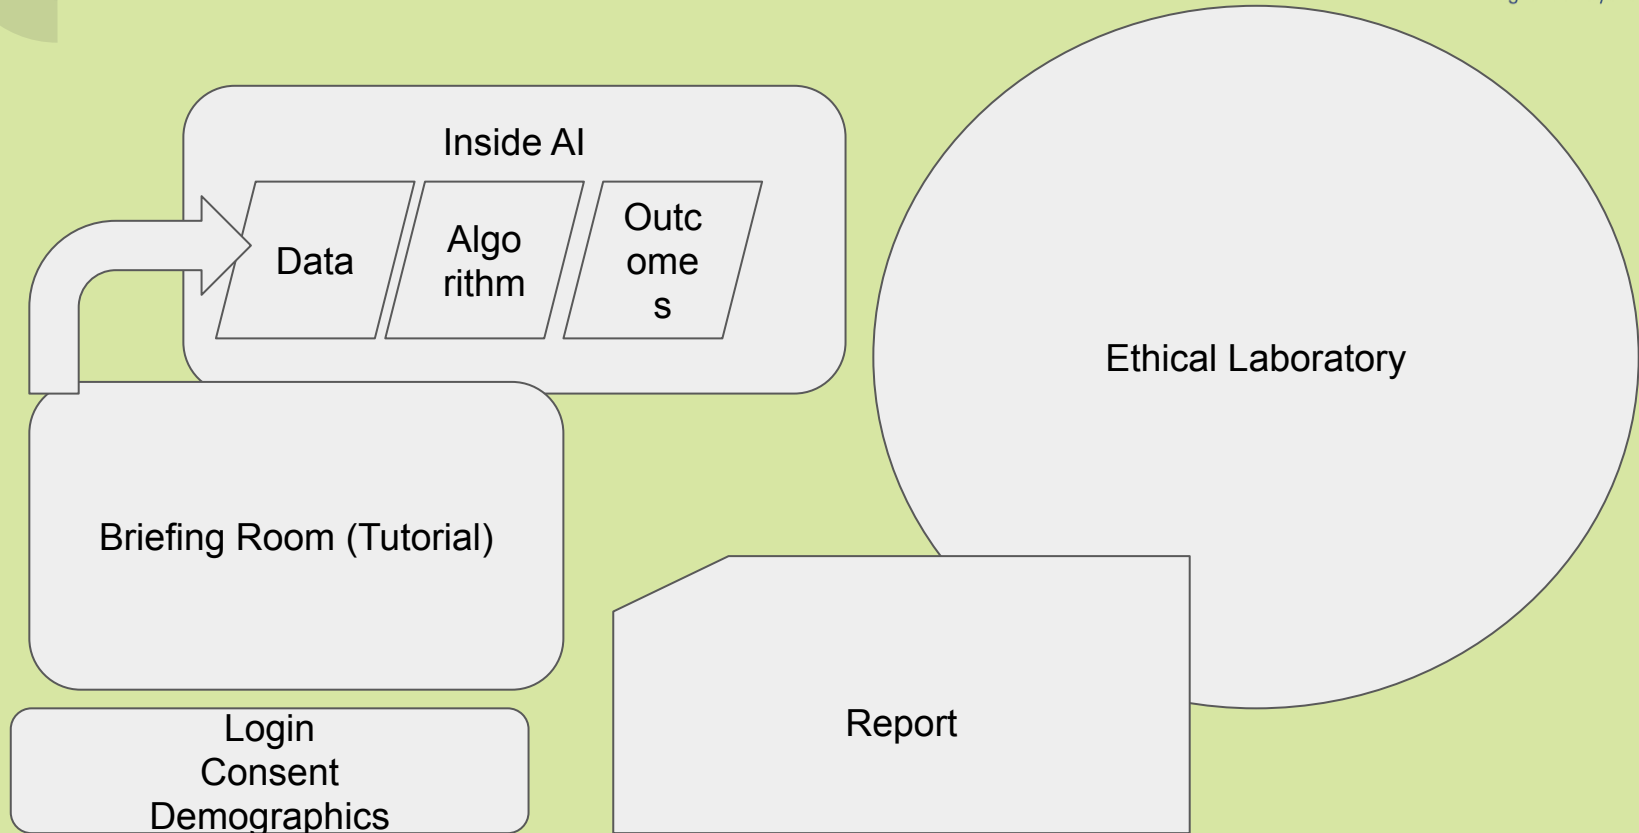 Inside AI
Data
Algo
rithm
Outc
ome
s
Ethical Laboratory
Briefing Room (Tutorial)
Report
Login
Consent
Demographics